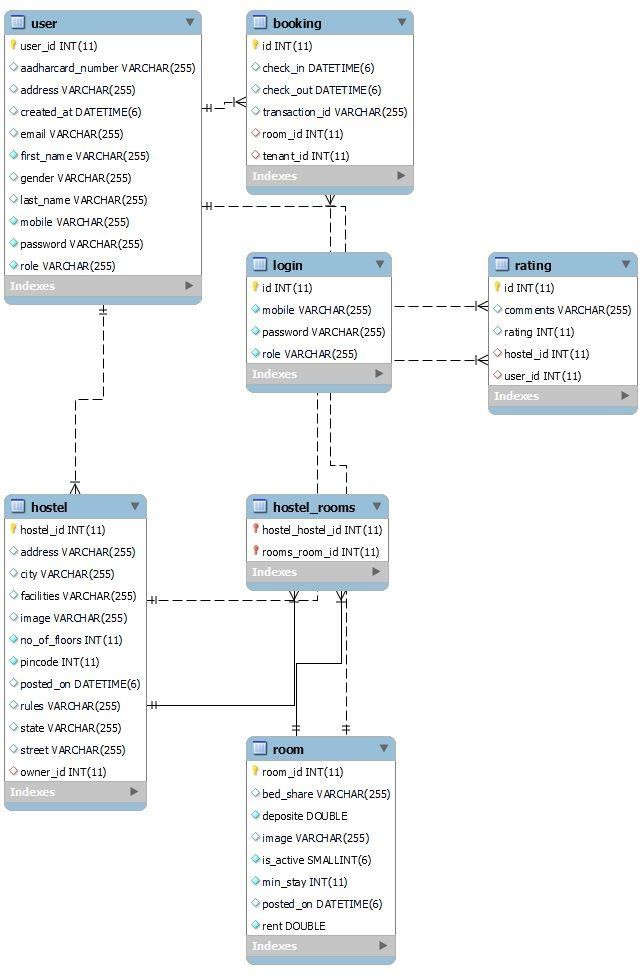 user
user_id INT(11)
aadharcard_number VARCHAR(255)
address VARCHAR(255)
created_at DATETIME(6)
email VARCHAR(255)
first_name VARCHAR(255)
gender VARCHAR(255)
last_name VARCHAR(255)
mobile VARCHAR(255)
password VARCHAR(255)
role VARCHAR(255)
Indexes
booking
id INT(11)
check_in DATETIME(6)
check_out DATETIME(6)
transaction_id VARCHAR(255)
room_id INT(11)
tenant_id INT(11)
Indexes
login
id INT(11)
mobile VARCHAR(255)
password VARCHAR(255)
role VARCHAR(255)
Indexes
rating
id INT(11)
comments VARCHAR(255)
rating INT(11)
hostel_id INT(11)
user_id INT(11)
Indexes
hostel
hostel_id INT(11)
address VARCHAR(255)
city VARCHAR(255)
facilities VARCHAR(255)
image VARCHAR(255)
no_of_floors INT(11)
pincode INT(11)
posted_on DATETIME(6)
rules VARCHAR(255)
state VARCHAR(255)
street VARCHAR(255)
owner_id INT(11)
Indexes
hostel_rooms
hostel_hostel_id INT(11)
rooms_room_id INT(11)
Indexes
room
room_id INT(11)
bed_share VARCHAR(255)
deposite DOUBLE
image VARCHAR(255)
is_active SMALLINT(6)
min_stay INT(11)
posted_on DATETIME(6)
rent DOUBLE
Indexes